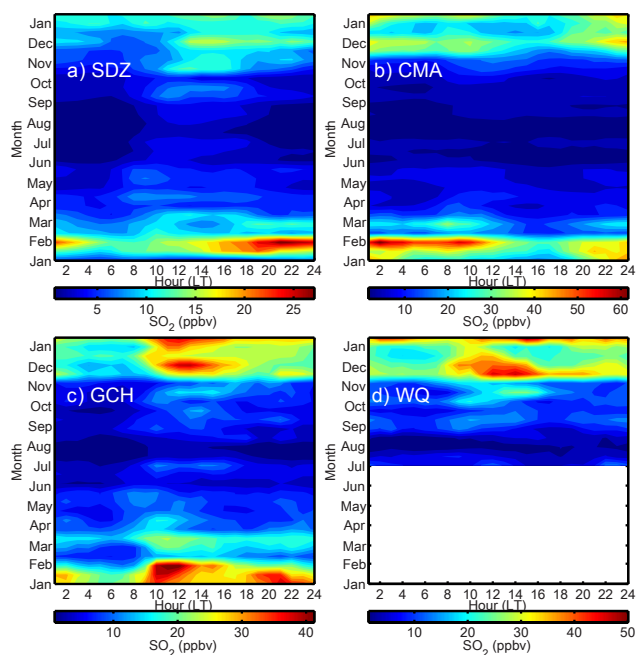 Jan
Dec
Nov
Oct
Sep
Aug
Jul
Jun
May
Apr
Mar
Feb
Jan
Month
a) SDZ
2 4 6 8 10 12 14 16 18 20 22 24
Hour (LT)
5 10 15 20 25
SO2 (ppbv)
Jan
Dec
Nov
Oct
Sep
Aug
Jul
Jun
May
Apr
Mar
Feb
Jan
Month
b) CMA
2 4 6 8 10 12 14 16 18 20 22 24
Hour (LT)
10 20 30 40 50 60
SO2 (ppbv)
Jan
Dec
Nov
Oct
Sep
Aug
Jul
Jun
May
Apr
Mar
Feb
Jan
Month
c) GCH
2 4 6 8 10 12 14 16 18 20 22 24
Hour (LT)
10 20 30 40
SO2 (ppbv)
Jan
Dec
Nov
Oct
Sep
Aug
Jul
Jun
May
Apr
Mar
Feb
Jan
Month
d) WQ
2 4 6 8 10 12 14 16 18 20 22 24
Hour (LT)
10 20 30 40 50
SO2 (ppbv)